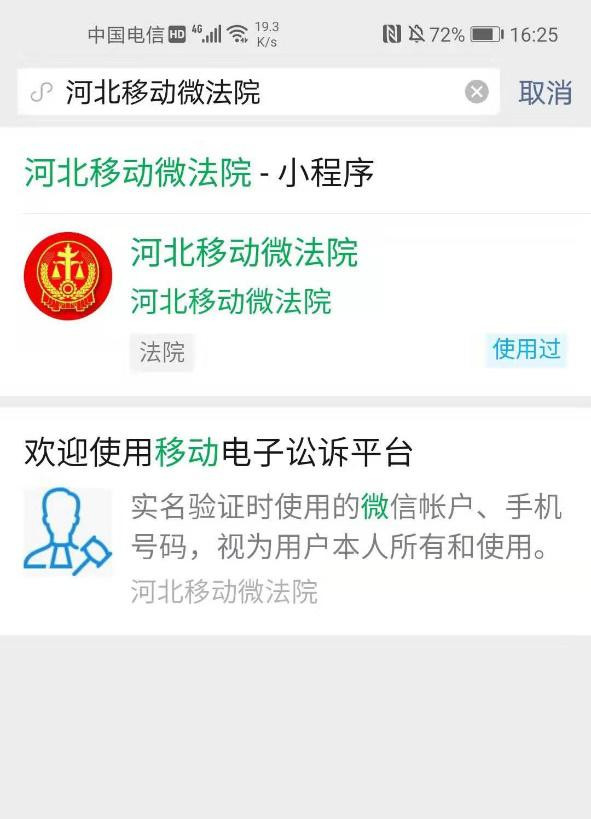 中国电信 HD 4G 19.3 K/s 72% 16:25
河北移动微法院 取消
河北移动微法院 - 小程序
河北移动微法院
河北移动微法院
法院 使用过
欢迎使用移动电子讼诉平台
实名验证时使用的微信帐户、手机
号码，视为用户本人所有和使用。
河北移动微法院